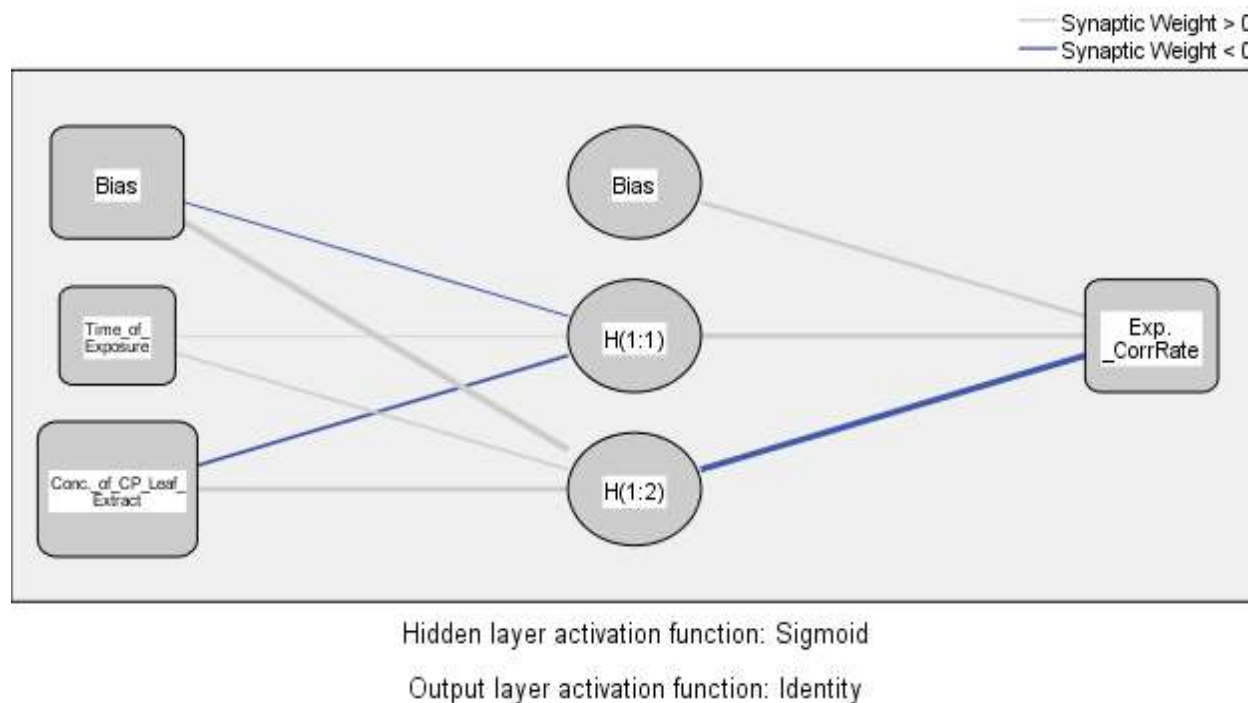 Synaptic Weight > 0
Synaptic Weight < 0
Bias
Bias
Time_of_
Exposure
H(1:1)
Exp.
_CorrRate
Conc._of_CP_Leaf_
Extract
H(1:2)
Hidden layer activation function: Sigmoid
Output layer activation function: Identity